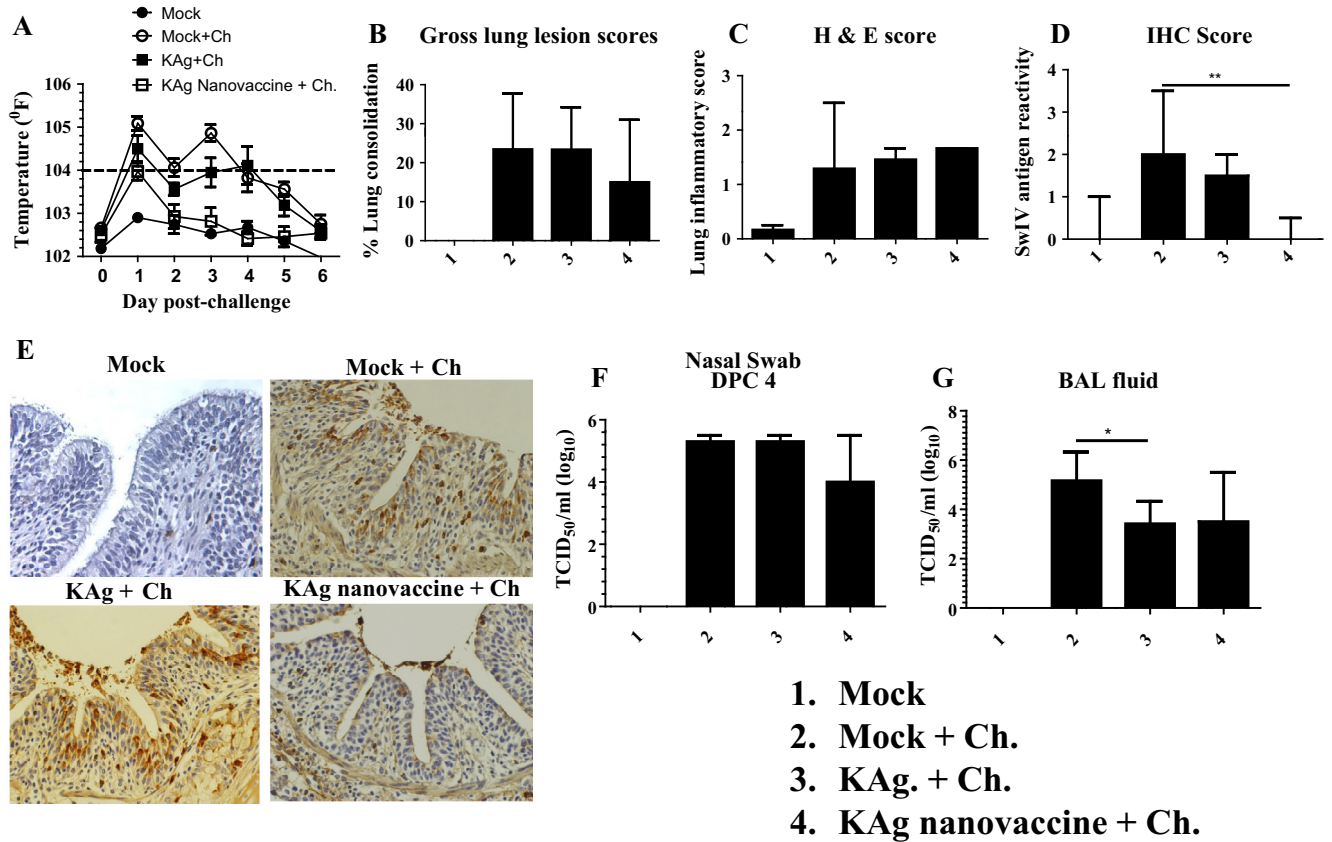 A
Mock
Mock+Ch
KAg+Ch
KAg Nanovaccine + Ch.
Temperature (⁰F)
106
105
104
103
102
0 1 2 3 4 5 6
Day post-challenge
B
Gross lung lesion scores
% Lung consolidation
40
30
20
10
0
1 2 3 4
C
H & E score
Lung inflammatory score
3
2
1
0
1 2 3 4
D
IHC Score
SwIV antigen reactivity
4
3
2
1
0
**
1 2 3 4
E
Mock
Mock + Ch
KAg + Ch
KAg nanovaccine + Ch
F
Nasal Swab
DPC 4
TCID₅₀/ml (log₁₀)
6
4
2
0
1 2 3 4
G
BAL fluid
TCID₅₀/ml (log₁₀)
8
6
4
2
0
*
1 2 3 4
1. Mock
2. Mock + Ch.
3. KAg. + Ch.
4. KAg nanovaccine + Ch.